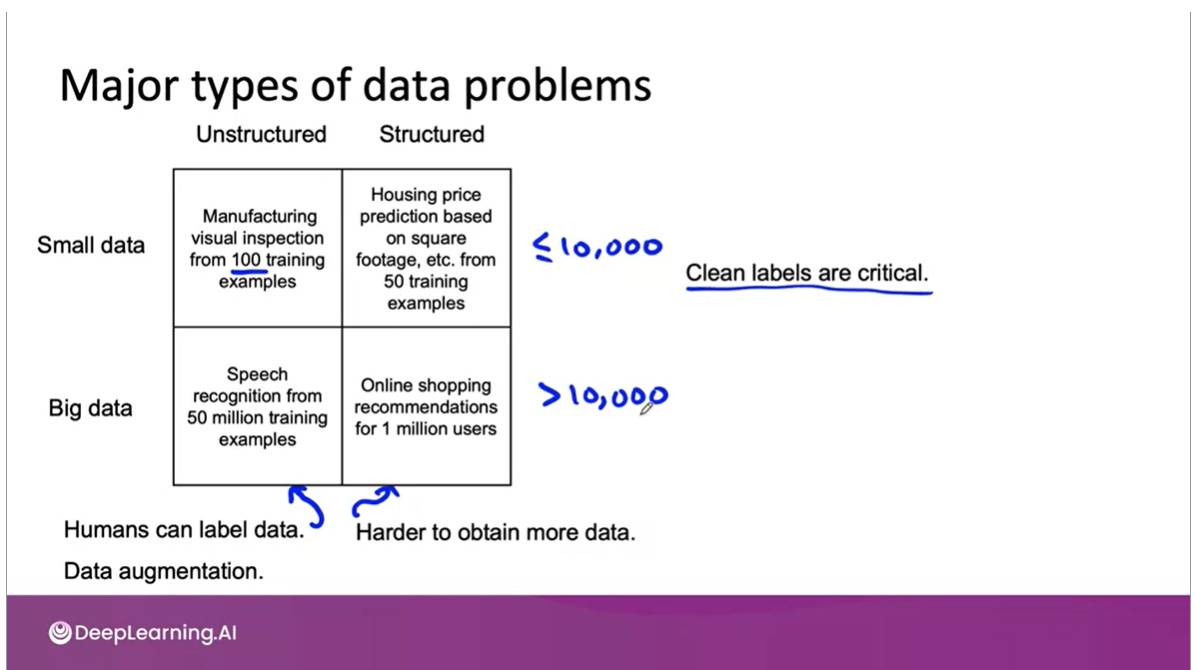 Major types of data problems
Unstructured
Structured
Small data
Manufacturing
visual inspection
from 100 training
examples
Housing price
prediction based
on square
footage, etc. from
50 training
examples
≤10,000
Clean labels are critical.
Big data
Speech
recognition from
50 million training
examples
Online shopping
recommendations
for 1 million users
>10,000
Humans can label data.
Harder to obtain more data.
Data augmentation.
DeepLearning.AI